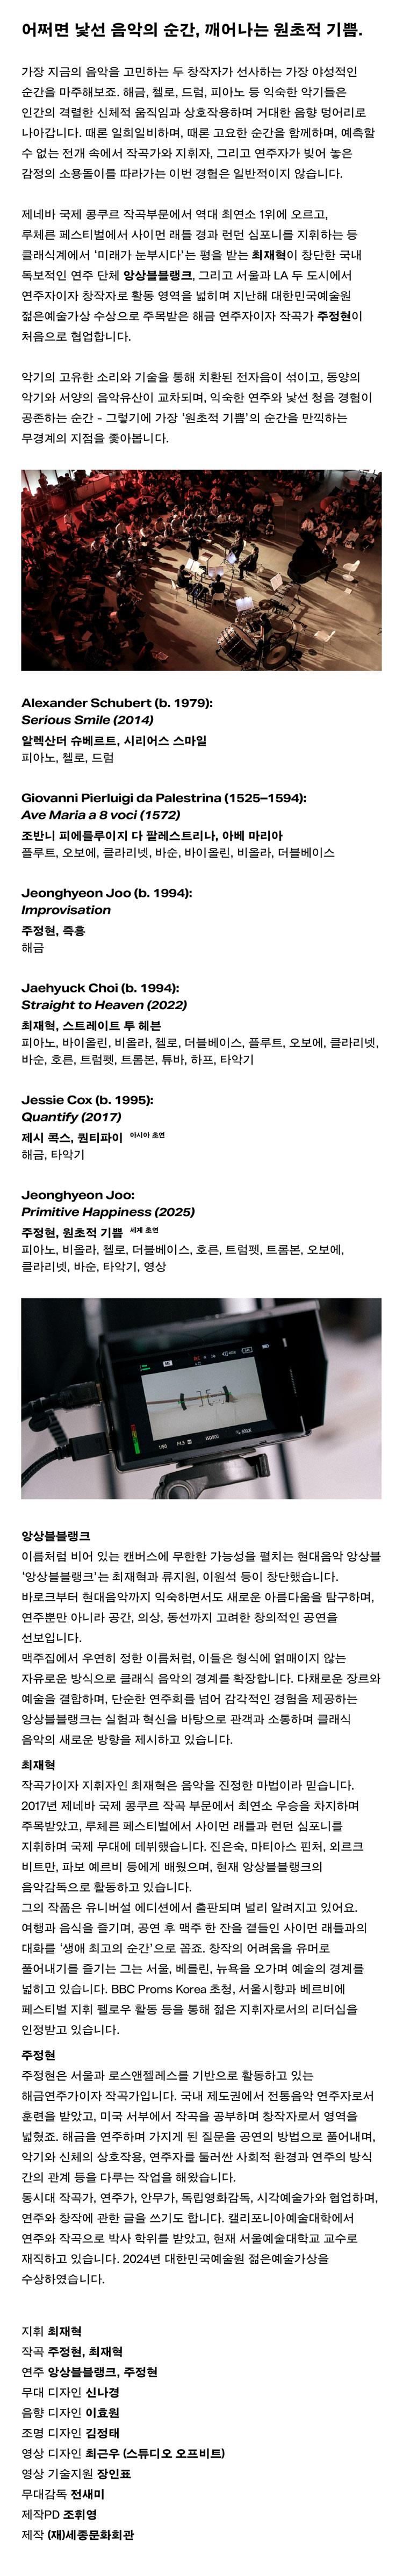 어쩌면 낯선 음악의 순간, 깨어나는 원초적 기쁨.
가장 지금의 음악을 고민하는 두 창작자가 선사하는 가장 야성적인
순간을 마주해보죠. 해금, 첼로, 드럼, 피아노 등 익숙한 악기들은
인간의 격렬한 신체적 움직임과 상호작용하며 거대한 음향 덩어리로
나아갑니다. 때론 일희일비하며, 때론 고요한 순간을 함께하며, 예측할
수 없는 전개 속에서 작곡가와 지휘자, 그리고 연주자가 빚어 놓은
감정의 소용돌이를 따라가는 이번 경험은 일반적이지 않습니다.
제네바 국제 콩쿠르 작곡부문에서 역대 최연소 1위에 오르고,
루체른 페스티벌에서 사이먼 래틀 경과 런던 심포니를 지휘하는 등
클래식계에서 ‘미래가 눈부시다’는 평을 받는 최재혁이 창단한 국내
독보적인 연주 단체 앙상블블랭크, 그리고 서울과 LA 두 도시에서
연주자이자 창작자로 활동 영역을 넓히며 지난해 대한민국예술원
젊은예술가상 수상으로 주목받은 해금 연주자이자 작곡가 주정현이
처음으로 협업합니다.
악기의 고유한 소리와 기술을 통해 치환된 전자음이 섞이고, 동양의
악기와 서양의 음악유산이 교차되며, 익숙한 연주와 낯선 청음 경험이
공존하는 순간 - 그렇기에 가장 ‘원초적 기쁨’의 순간을 만끽하는
무경계의 지점을 좇아봅니다.
Alexander Schubert (b. 1979):
Serious Smile (2014)
알렉산더 슈베르트, 시리어스 스마일
피아노, 첼로, 드럼
Giovanni Pierluigi da Palestrina (1525–1594):
Ave Maria a 8 voci (1572)
조반니 피에를루이지 다 팔레스트리나, 아베 마리아
플루트, 오보에, 클라리넷, 바순, 바이올린, 비올라, 더블베이스
Jeonghyeon Joo (b. 1994):
Improvisation
주정현, 즉흥
해금
Jaehyuck Choi (b. 1994):
Straight to Heaven (2022)
최재혁, 스트레이트 투 헤븐
피아노, 바이올린, 비올라, 첼로, 더블베이스, 플루트, 오보에, 클라리넷,
바순, 호른, 트럼펫, 트롬본, 튜바, 하프, 타악기
Jessie Cox (b. 1995):
Quantify (2017)
제시 콕스, 퀀티파이 아시아 초연
해금, 타악기
Jeonghyeon Joo:
Primitive Happiness (2025)
주정현, 원초적 기쁨 세계 초연
피아노, 비올라, 첼로, 더블베이스, 호른, 트럼펫, 트롬본, 오보에,
클라리넷, 바순, 타악기, 영상
앙상블블랭크
이름처럼 비어 있는 캔버스에 무한한 가능성을 펼치는 현대음악 앙상블
‘앙상블블랭크’는 최재혁과 류지원, 이원석 등이 창단했습니다.
바로크부터 현대음악까지 익숙하면서도 새로운 아름다움을 탐구하며,
연주뿐만 아니라 공간, 의상, 동선까지 고려한 창의적인 공연을
선보입니다.
맥주집에서 우연히 정한 이름처럼, 이들은 형식에 얽매이지 않는
자유로운 방식으로 클래식 음악의 경계를 확장합니다. 다채로운 장르와
예술을 결합하며, 단순한 연주회를 넘어 감각적인 경험을 제공하는
앙상블블랭크는 실험과 혁신을 바탕으로 관객과 소통하며 클래식
음악의 새로운 방향을 제시하고 있습니다.
최재혁
작곡가이자 지휘자인 최재혁은 음악을 진정한 마법이라 믿습니다.
2017년 제네바 국제 콩쿠르 작곡 부문에서 최연소 우승을 차지하며
주목받았고, 루체른 페스티벌에서 사이먼 래틀과 런던 심포니를
지휘하며 국제 무대에 데뷔했습니다. 진은숙, 마티아스 핀처, 외르크
비트만, 파보 예르비 등에게 배웠으며, 현재 앙상블블랭크의
음악감독으로 활동하고 있습니다.
그의 작품은 유니버설 에디션에서 출판되며 널리 알려지고 있어요.
여행과 음식을 즐기며, 공연 후 맥주 한 잔을 곁들인 사이먼 래틀과의
대화를 ‘생애 최고의 순간’으로 꼽죠. 창작의 어려움을 유머로
풀어내기를 즐기는 그는 서울, 베를린, 뉴욕을 오가며 예술의 경계를
넓히고 있습니다. BBC Proms Korea 초청, 서울시향과 베르비에
페스티벌 지휘 펠로우 활동 등을 통해 젊은 지휘자로서의 리더십을
인정받고 있습니다.
주정현
주정현은 서울과 로스앤젤레스를 기반으로 활동하고 있는
해금연주가이자 작곡가입니다. 국내 제도권에서 전통음악 연주자로서
훈련을 받았고, 미국 서부에서 작곡을 공부하며 창작자로서 영역을
넓혔죠. 해금을 연주하며 가지게 된 질문을 공연의 방법으로 풀어내며,
악기와 신체의 상호작용, 연주자를 둘러싼 사회적 환경과 연주의 방식
간의 관계 등을 다루는 작업을 해왔습니다.
동시대 작곡가, 연주가, 안무가, 독립영화감독, 시각예술가와 협업하며,
연주와 창작에 관한 글을 쓰기도 합니다. 캘리포니아예술대학에서
연주와 작곡으로 박사 학위를 받았고, 현재 서울예술대학교 교수로
재직하고 있습니다. 2024년 대한민국예술원 젊은예술가상을
수상하였습니다.
지휘 최재혁
작곡 주정현, 최재혁
연주 앙상블블랭크, 주정현
무대 디자인 신나경
음향 디자인 이효원
조명 디자인 김정태
영상 디자인 최근우 (스튜디오 오프비트)
영상 기술지원 장인표
무대감독 전새미
제작PD 조휘영
제작 (재)세종문화회관